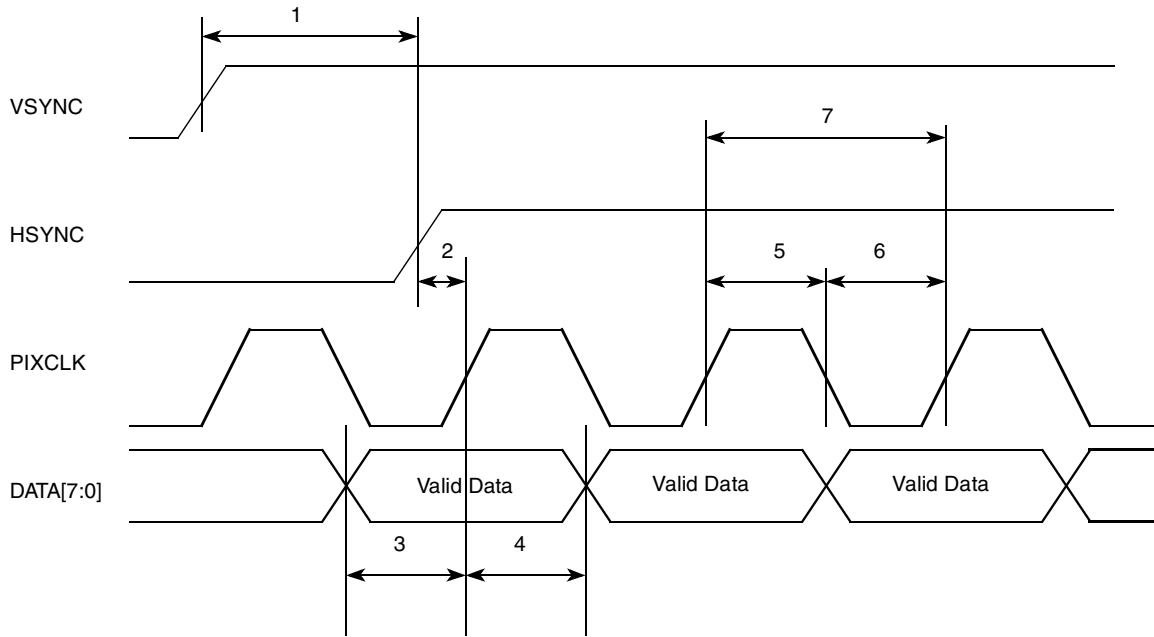 1
VSYNC
7
HSYNC
2
5
6
PIXCLK
DATA[7:0]
Valid Data
Valid Data
Valid Data
3
4